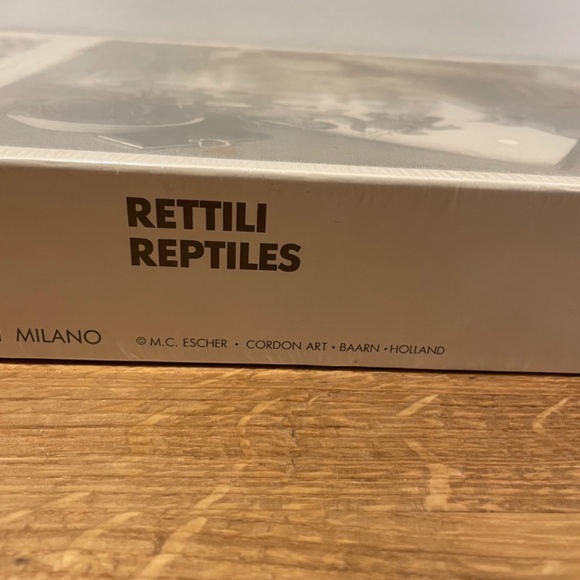 RETTILI
REPTILES
MILANO
© M.C. ESCHER • CORDON ART • BAARN • HOLLAND